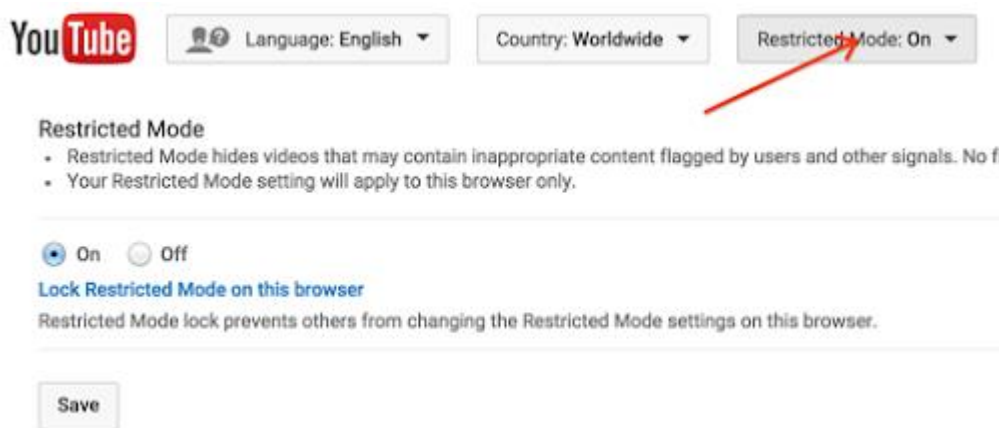 YouTube Language: English Country: Worldwide Restricted Mode: On
Restricted Mode
Restricted Mode hides videos that may contain inappropriate content flagged by users and other signals. No
Your Restricted Mode setting will apply to this browser only.
On Off
Lock Restricted Mode on this browser
Restricted Mode lock prevents others from changing the Restricted Mode settings on this browser.
Save